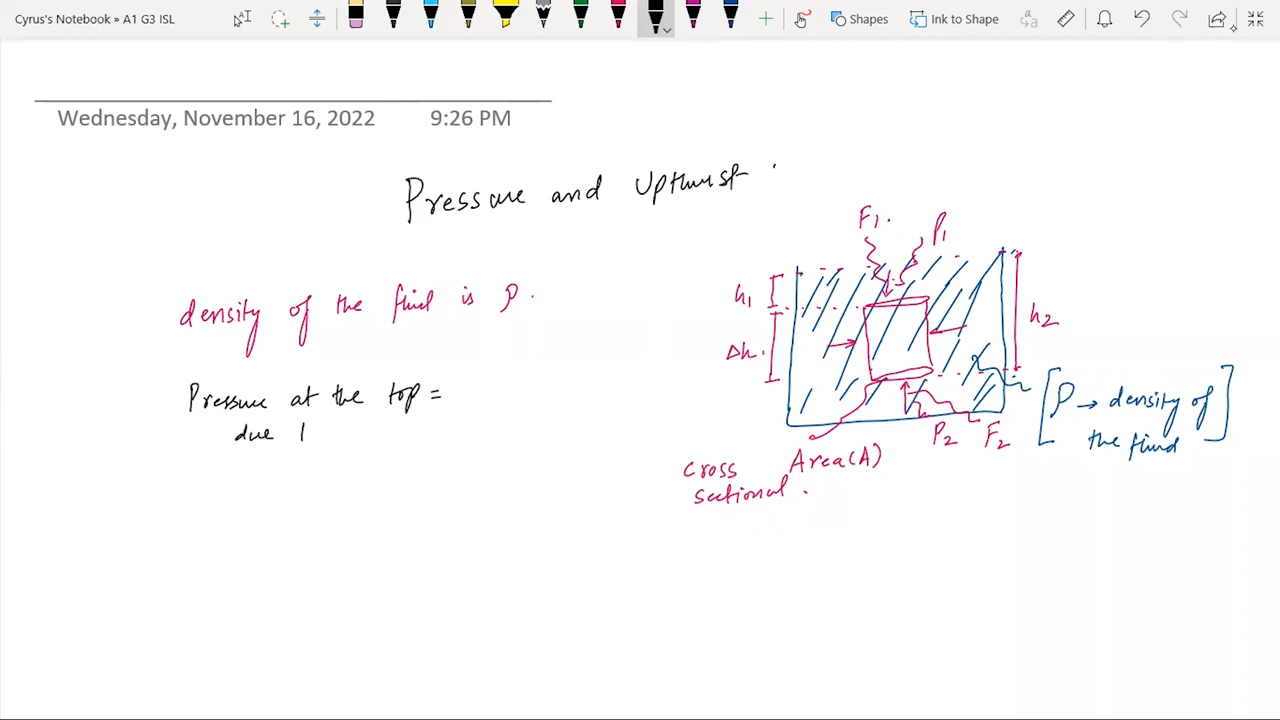 Cyrus's Notebook » A1 G3 ISL
Shapes
Ink to Shape
Wednesday, November 16, 2022 9:26 PM
Pressure and Upthrust
density of the fluid is ρ.
Pressure at the top =
due
F1.
P1
h1
Δh.
h2
[ρ → density of
the fluid]
P2 F2
Cross Area (A)
sectional.